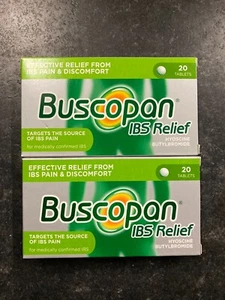 EFFECTIVE RELIEF FROM
IBS PAIN & DISCOMFORT
20
TABLETS
Buscopan®
IBS Relief
TARGETS THE SOURCE
OF IBS PAIN
for medically confirmed IBS
HYOSCINE
BUTYLBROMIDE
EFFECTIVE RELIEF FROM
IBS PAIN & DISCOMFORT
20
TABLETS
Buscopan®
IBS Relief
TARGETS THE SOURCE
OF IBS PAIN
for medically confirmed IBS
HYOSCINE
BUTYLBROMIDE